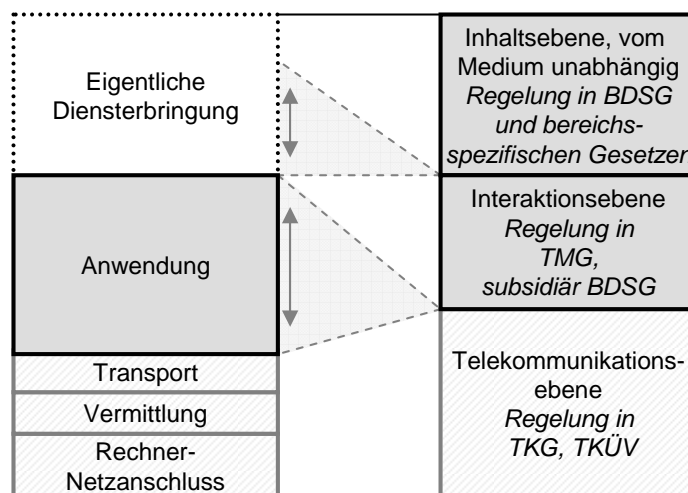 Eigentliche
Diensterbringung
Anwendung
Transport
Vermittlung
Rechner-
Netzanschluss
Inhaltsebene, vom
Medium unabhängig
Regelung in BDSG
und bereichs-
spezifischen Gesetzen
Interaktionsebene
Regelung in
TMG,
subsidiär BDSG
Telekommunikations-
ebene
Regelung in
TKG, TKÜV